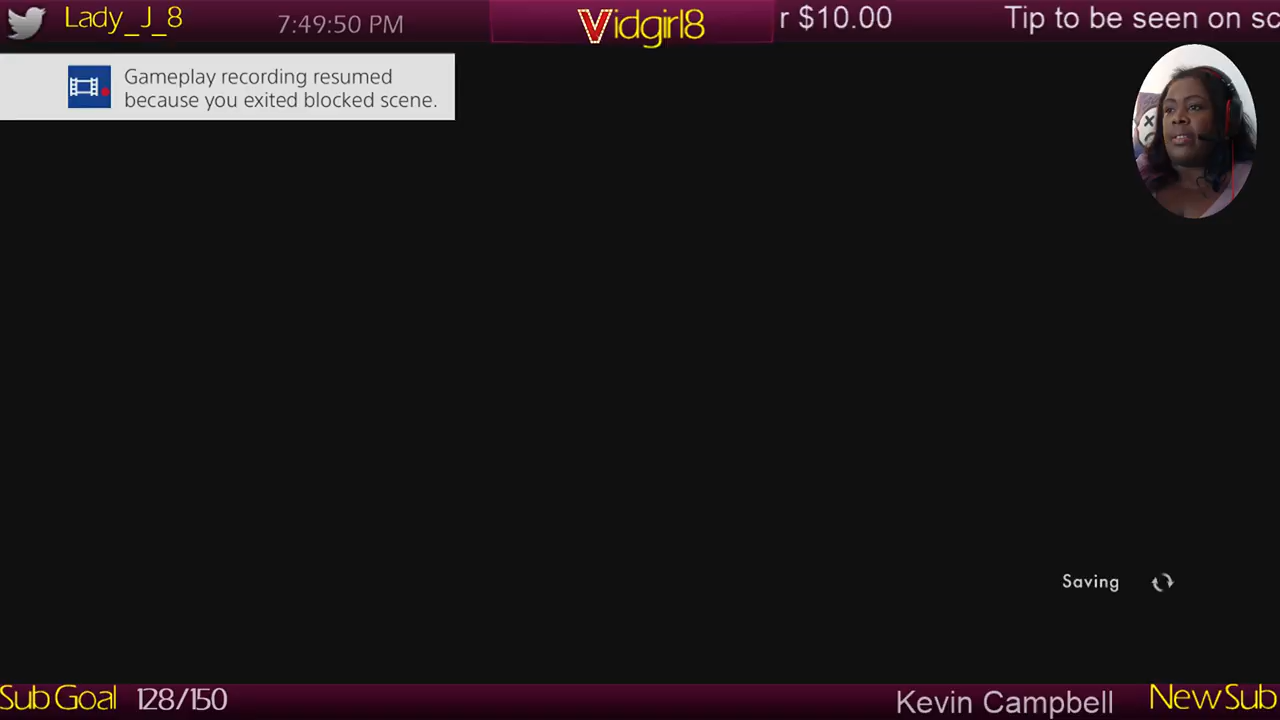 Lady_J_8
7:49:50 PM
Vidgirl8
r $10.00
Tip to be seen on sc
Gameplay recording resumed
because you exited blocked scene.
Saving
Sub Goal 128/150
Kevin Campbell
New Sub